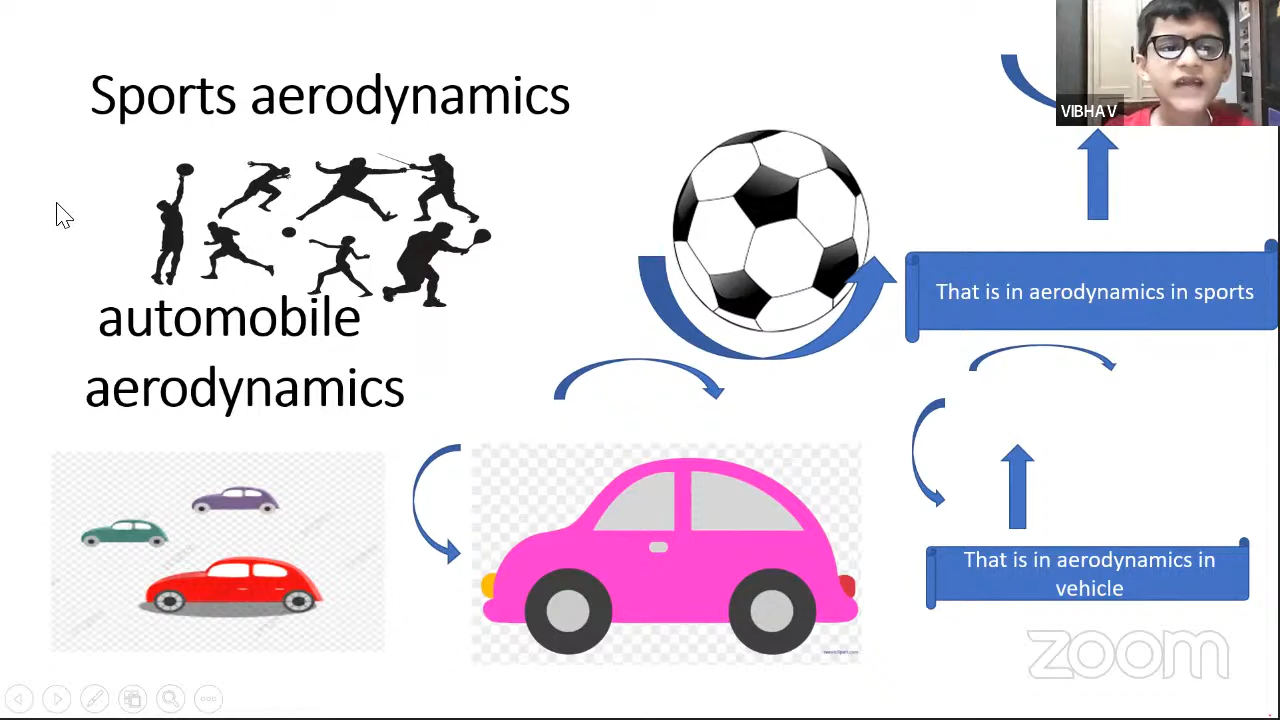 Sports aerodynamics
VIBHAV
That is in aerodynamics in sports
automobile
aerodynamics
That is in aerodynamics in
vehicle
zoom